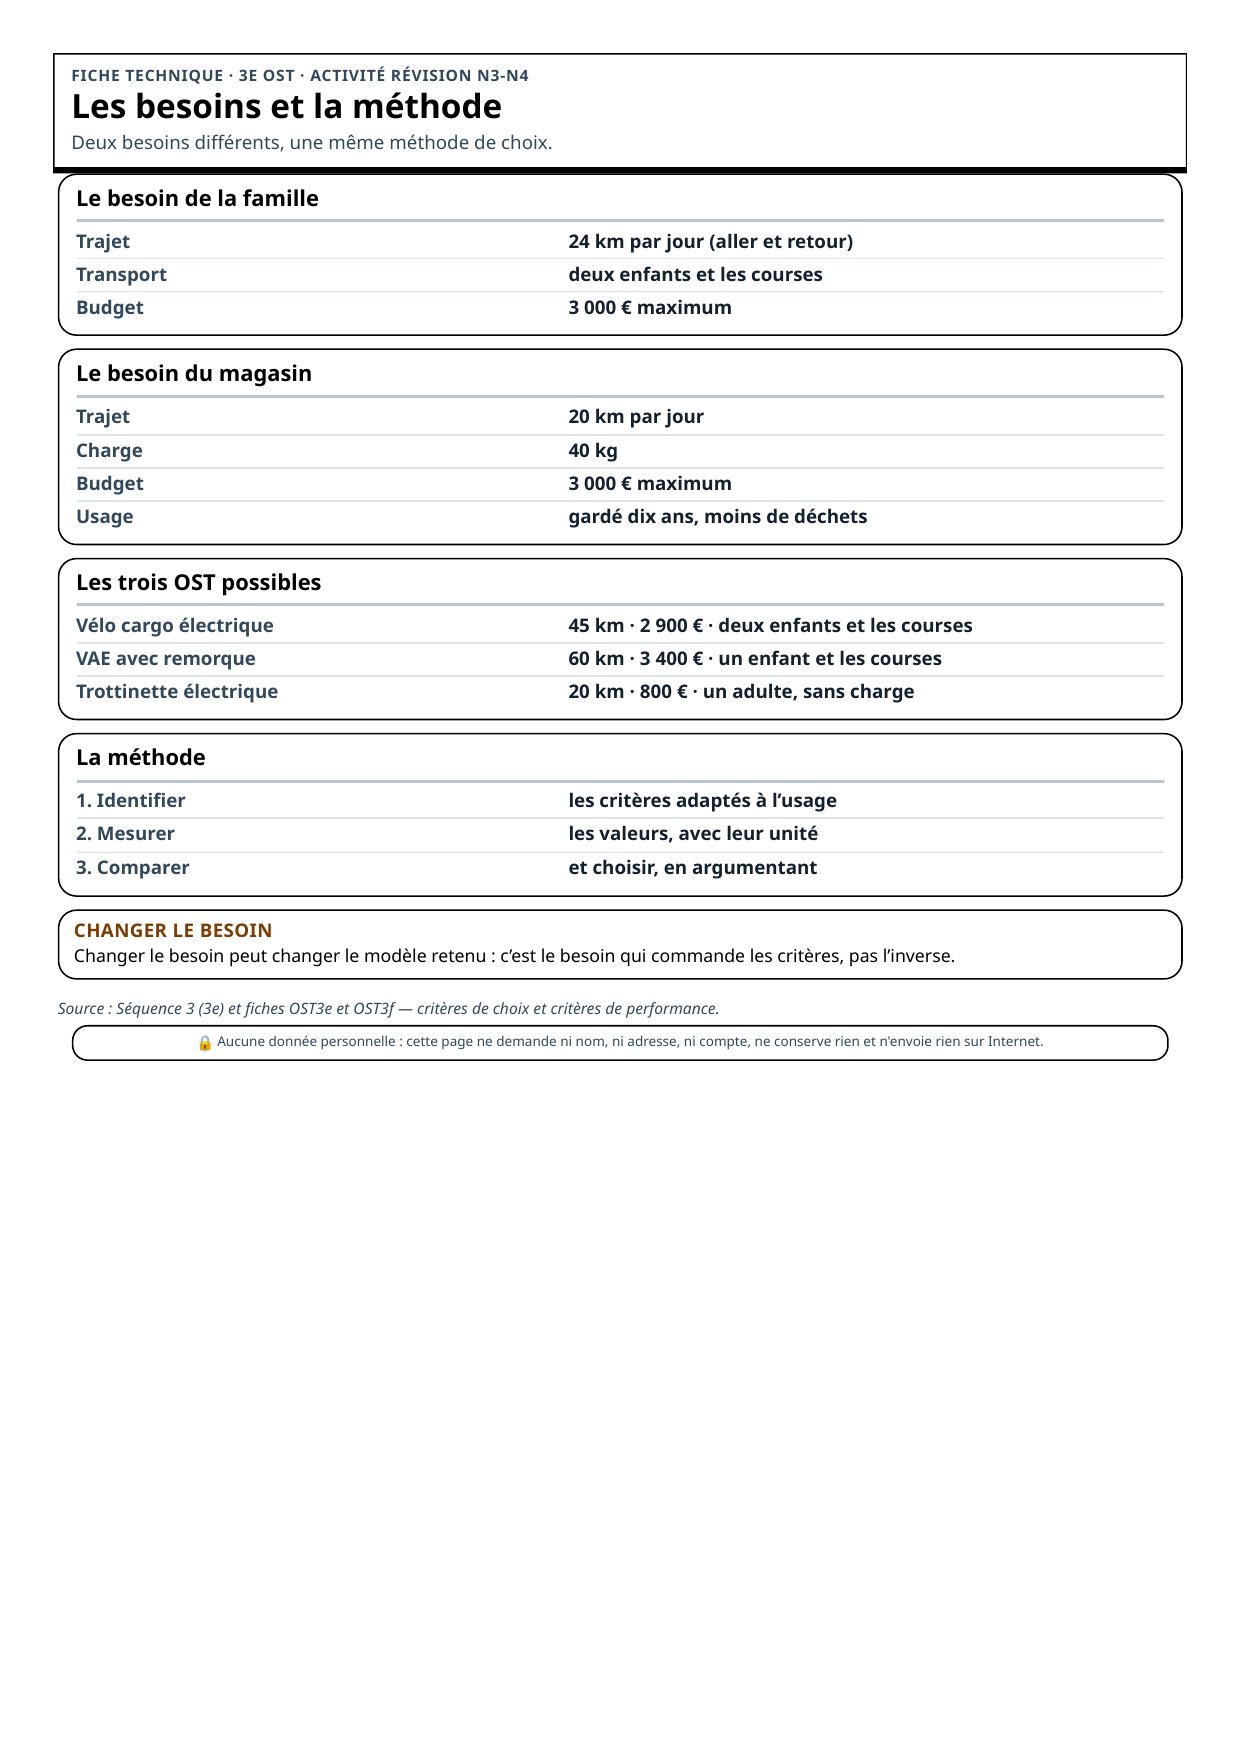 FICHE TECHNIQUE · 3E OST · ACTIVITÉ RÉVISION N3-N4
Les besoins et la méthode
Deux besoins différents, une même méthode de choix.
Le besoin de la famille
Trajet 24 km par jour (aller et retour)
Transport deux enfants et les courses
Budget 3 000 € maximum
Le besoin du magasin
Trajet 20 km par jour
Charge 40 kg
Budget 3 000 € maximum
Usage gardé dix ans, moins de déchets
Les trois OST possibles
Vélo cargo électrique 45 km · 2 900 € · deux enfants et les courses
VAE avec remorque 60 km · 3 400 € · un enfant et les courses
Trottinette électrique 20 km · 800 € · un adulte, sans charge
La méthode
1. Identifier les critères adaptés à l’usage
2. Mesurer les valeurs, avec leur unité
3. Comparer et choisir, en argumentant
CHANGER LE BESOIN
Changer le besoin peut changer le modèle retenu : c’est le besoin qui commande les critères, pas l’inverse.
Source : Séquence 3 (3e) et fiches OST3e et OST3f — critères de choix et critères de performance.
🔒 Aucune donnée personnelle : cette page ne demande ni nom, ni adresse, ni compte, ne conserve rien et n'envoie rien sur Internet.